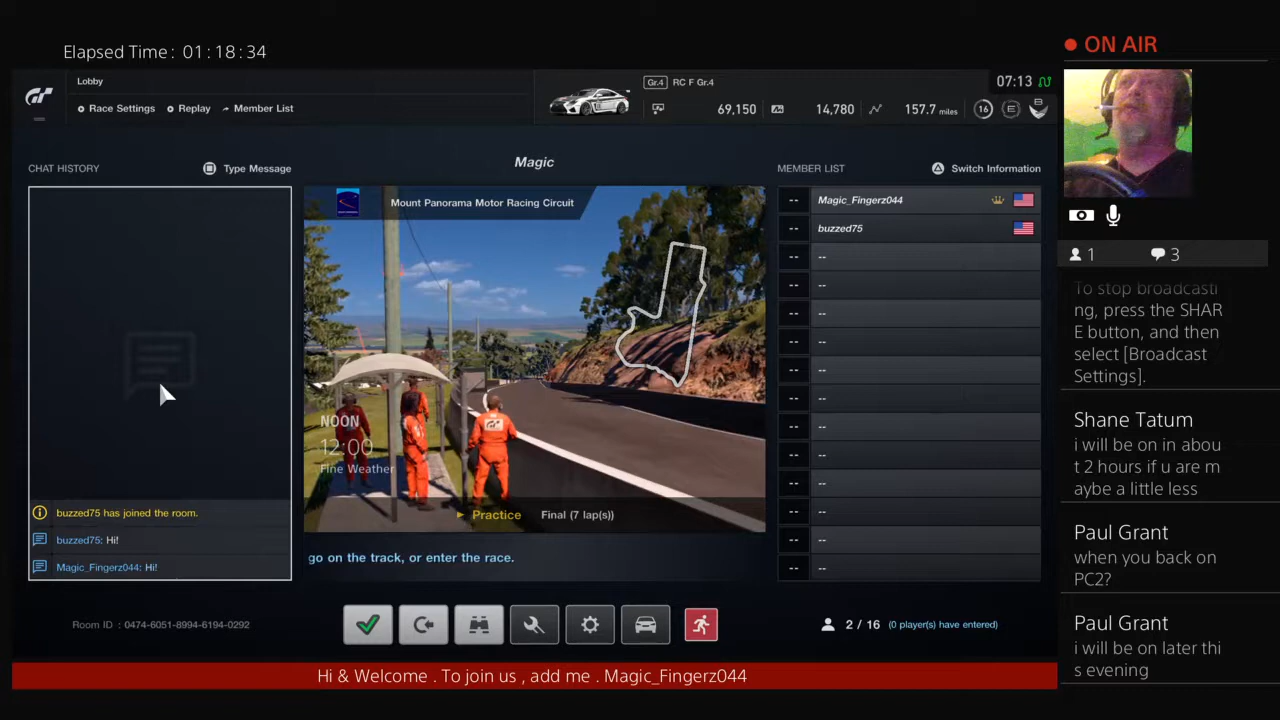 Elapsed Time: 01:18:34
ON AIR
Lobby
Race Settings Replay Member List
Gr.4 RC F Gr.4
07:13
69,150 14,780 157.7 miles 16 E B
CHAT HISTORY Type Message
Magic
MEMBER LIST Switch Information
Mount Panorama Motor Racing Circuit
-- Magic_Fingerz044
-- buzzed75
-- --
-- --
-- --
-- --
-- --
-- --
-- --
-- --
-- --
-- --
-- --
-- --
NOON
12:00
Fine Weather
Practice Final (7 lap(s))
buzzed75 has joined the room.
buzzed75: Hi!
Magic_Fingerz044: Hi!
go on the track, or enter the race.
Room ID : 0474-6051-8994-6194-0292
2 / 16 (0 player(s) have entered)
Hi & Welcome . To join us , add me . Magic_Fingerz044
1 3
To stop broadcasti
ng, press the SHAR
E button, and then
select [Broadcast
Settings].
Shane Tatum
i will be on in abou
t 2 hours if u are m
aybe a little less
Paul Grant
when you back on
PC2?
Paul Grant
i will be on later thi
s evening